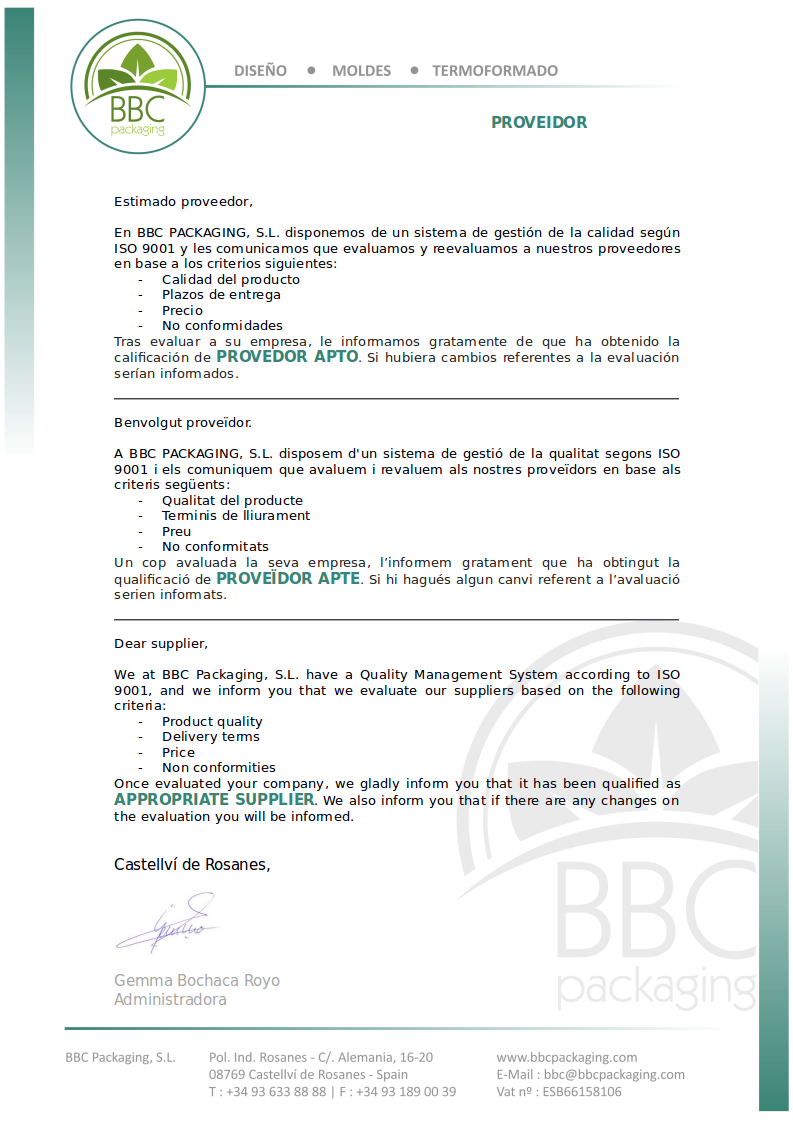 BBC
packaging
DISEÑO • MOLDES • TERMOFORMADO
PROVEIDOR
Estimado proveedor,
En BBC PACKAGING, S.L. disponemos de un sistema de gestión de la calidad según
ISO 9001 y les comunicamos que evaluamos y reevaluamos a nuestros proveedores
en base a los criterios siguientes:
- Calidad del producto
- Plazos de entrega
- Precio
- No conformidades
Tras evaluar a su empresa, le informamos gratamente de que ha obtenido la
calificación de PROVEDOR APTO. Si hubiera cambios referentes a la evaluación
serían informados.
Benvolgut proveïdor.
A BBC PACKAGING, S.L. disposem d'un sistema de gestió de la qualitat segons ISO
9001 i els comuniquem que avaluem i revaluem als nostres proveïdors en base als
criteris següents:
- Qualitat del producte
- Terminis de lliurament
- Preu
- No conformitats
Un cop avaluada la seva empresa, l’informem gratament que ha obtingut la
qualificació de PROVEÏDOR APTE. Si hi hagués algun canvi referent a l’avaluació
serien informats.
Dear supplier,
We at BBC Packaging, S.L. have a Quality Management System according to ISO
9001, and we inform you that we evaluate our suppliers based on the following
criteria:
- Product quality
- Delivery terms
- Price
- Non conformities
Once evaluated your company, we gladly inform you that it has been qualified as
APPROPRIATE SUPPLIER. We also inform you that if there are any changes on
the evaluation you will be informed.
Castellví de Rosanes,
BBC
packaging
Gemma Bochaca Royo
Administradora
BBC Packaging, S.L. Pol. Ind. Rosanes - C/. Alemania, 16-20 www.bbcpackaging.com
08769 Castellví de Rosanes - Spain E-Mail : bbc@bbcpackaging.com
T : +34 93 633 88 88 | F : +34 93 189 00 39 Vat nº : ESB66158106